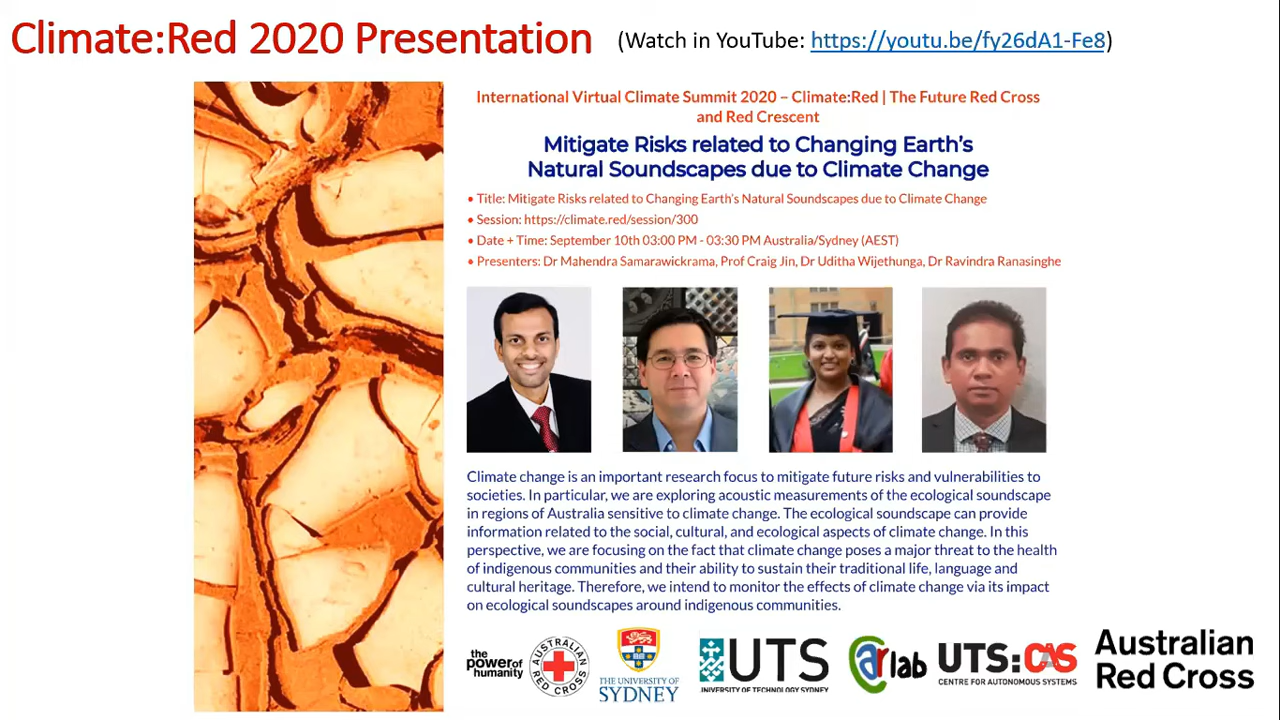 Climate:Red 2020 Presentation (Watch in YouTube: https://youtu.be/fy26dA1-Fe8)
International Virtual Climate Summit 2020 – Climate:Red | The Future Red Cross
and Red Crescent
Mitigate Risks related to Changing Earth's
Natural Soundscapes due to Climate Change
• Title: Mitigate Risks related to Changing Earth's Natural Soundscapes due to Climate Change
• Session: https://climate.red/session/300
• Date + Time: September 10th 03:00 PM - 03:30 PM Australia/Sydney (AEST)
• Presenters: Dr Mahendra Samarawickrama, Prof Craig Jin, Dr Uditha Wijethunga, Dr Ravindra Ranasinghe
Climate change is an important research focus to mitigate future risks and vulnerabilities to
societies. In particular, we are exploring acoustic measurements of the ecological soundscape
in regions of Australia sensitive to climate change. The ecological soundscape can provide
information related to the social, cultural, and ecological aspects of climate change. In this
perspective, we are focusing on the fact that climate change poses a major threat to the health
of indigenous communities and their ability to sustain their traditional life, language and
cultural heritage. Therefore, we intend to monitor the effects of climate change via its impact
on ecological soundscapes around indigenous communities.
the
power of
humanity
AUSTRALIAN
RED CROSS
THE UNIVERSITY OF
SYDNEY
UTS
UNIVERSITY OF TECHNOLOGY SYDNEY
car lab
UTS:CAS
CENTRE FOR AUTONOMOUS SYSTEMS
Australian
Red Cross